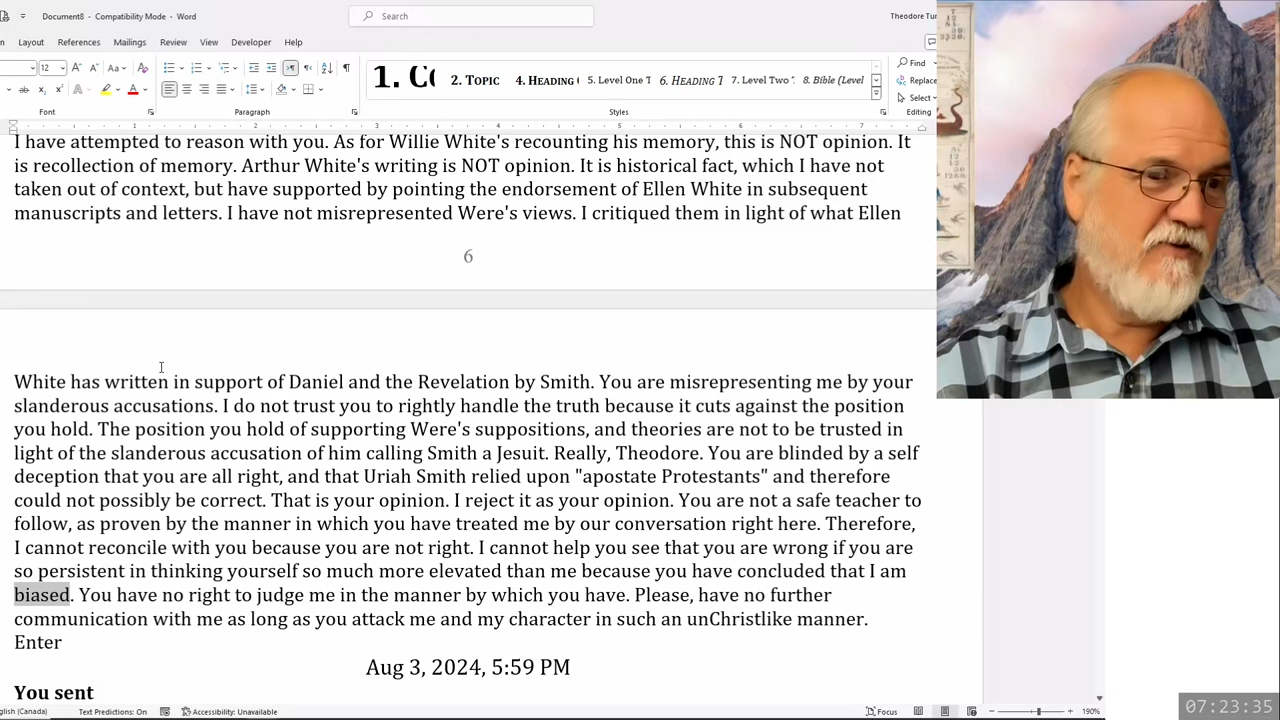 Document8 - Compatibility Mode - Word
Search
Layout References Mailings Review View Developer Help
12
Aa
Find
1. Co
2. Topic
4. Heading
5. Level One T
6. Heading T
7. Level Two
8. Bible (Level
Replace
Select
Font
Paragraph
Styles
Editing
1 2 3 4 5 6 7
I have attempted to reason with you. As for Willie White's recounting his memory, this is NOT opinion. It
is recollection of memory. Arthur White's writing is NOT opinion. It is historical fact, which I have not
taken out of context, but have supported by pointing the endorsement of Ellen White in subsequent
manuscripts and letters. I have not misrepresented Were's views. I critiqued them in light of what Ellen
6
White has written in support of Daniel and the Revelation by Smith. You are misrepresenting me by your
slanderous accusations. I do not trust you to rightly handle the truth because it cuts against the position
you hold. The position you hold of supporting Were's suppositions, and theories are not to be trusted in
light of the slanderous accusation of him calling Smith a Jesuit. Really, Theodore. You are blinded by a self
deception that you are all right, and that Uriah Smith relied upon "apostate Protestants" and therefore
could not possibly be correct. That is your opinion. I reject it as your opinion. You are not a safe teacher to
follow, as proven by the manner in which you have treated me by our conversation right here. Therefore,
I cannot reconcile with you because you are not right. I cannot help you see that you are wrong if you are
so persistent in thinking yourself so much more elevated than me because you have concluded that I am
biased. You have no right to judge me in the manner by which you have. Please, have no further
communication with me as long as you attack me and my character in such an unChristlike manner.
Enter
Aug 3, 2024, 5:59 PM
You sent
glish (Canada) Text Predictions: On Accessibility: Unavailable Focus 190%
07:23:35